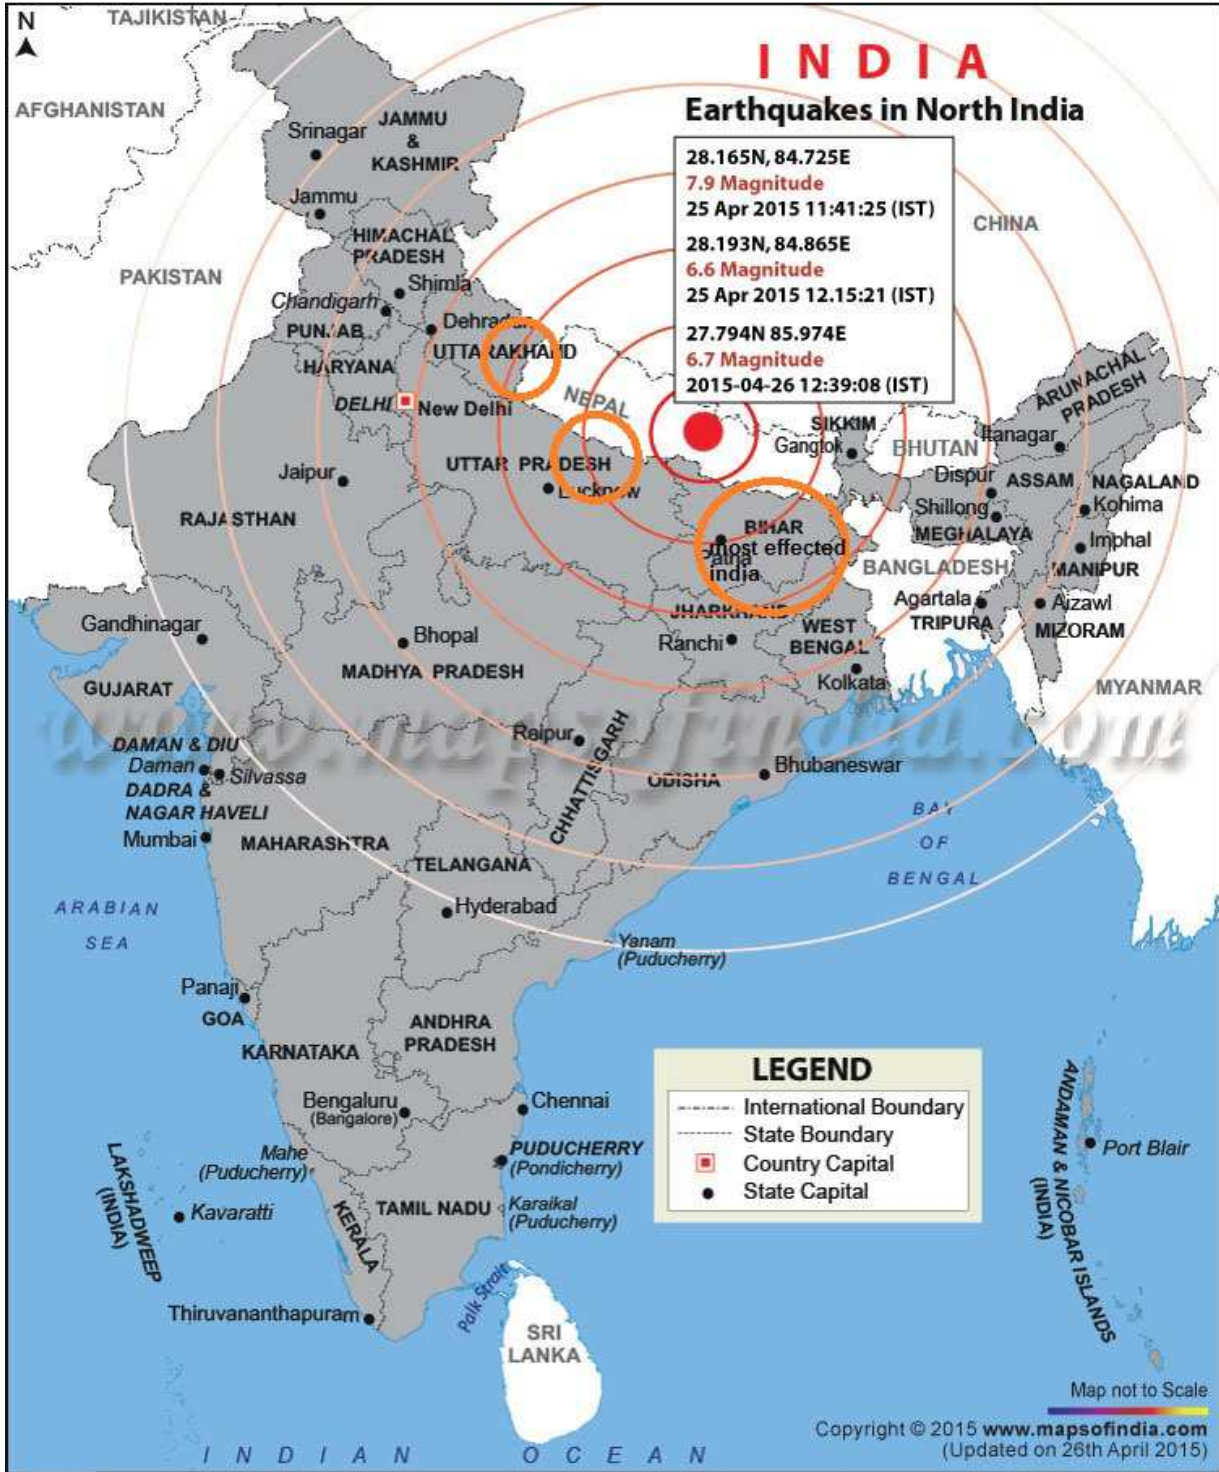 N
TAJIKISTAN
AFGHANISTAN
INDIA
Earthquakes in North India
28.165N, 84.725E
7.9 Magnitude
25 Apr 2015 11:41:25 (IST)
28.193N, 84.865E
6.6 Magnitude
25 Apr 2015 12.15:21 (IST)
27.794N 85.974E
6.7 Magnitude
2015-04-26 12:39:08 (IST)
JAMMU
&
KASHMIR
Srinagar
Jammu
CHINA
HIMACHAL
PRADESH
PAKISTAN
Shimla
Chandigarh
PUNJAB
Dehradun
UTTARAKHAND
HARYANA
DELHI
New Delhi
NEPAL
SIKKIM
Gangtok
BHUTAN
ARUNACHAL
PRADESH
Itanagar
Dispur
ASSAM
NAGALAND
Shillong
Kohima
MEGHALAYA
Imphal
MANIPUR
BANGLADESH
Agartala
TRIPURA
Aizawl
MIZORAM
MYANMAR
Jaipur
UTTAR PRADESH
Lucknow
RAJASTHAN
BIHAR
most effected
Patna
india
JHARKHAND
Ranchi
WEST
BENGAL
Kolkata
Gandhinagar
Bhopal
MADHYA PRADESH
GUJARAT
www.mapsofindia.com
Raipur
CHHATTISGARH
ODISHA
Bhubaneswar
DAMAN & DIU
Daman
Silvassa
DADRA &
NAGAR HAVELI
Mumbai
MAHARASHTRA
TELANGANA
Hyderabad
BAY
OF
BENGAL
ARABIAN
SEA
Yanam
(Puducherry)
Panaji
GOA
KARNATAKA
ANDHRA
PRADESH
Bengaluru
(Bangalore)
Chennai
Mahe
(Puducherry)
PUDUCHERRY
(Pondicherry)
TAMIL NADU
Karaikal
(Puducherry)
KERALA
LAKSHADWEEP
(INDIA)
Kavaratti
Thiruvananthapuram
Palk Strait
SRI
LANKA
LEGEND
International Boundary
State Boundary
Country Capital
State Capital
ANDAMAN & NICOBAR ISLANDS
(INDIA)
Port Blair
Map not to Scale
Copyright © 2015 www.mapsofindia.com
(Updated on 26th April 2015)
INDIAN OCEAN